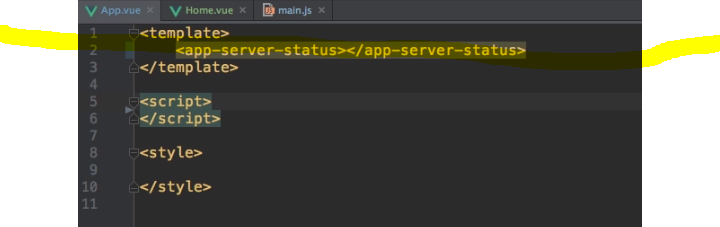 App.vue × Home.vue × main.js ×
1 <template>
2 <app-server-status></app-server-status>
3 </template>
4
5 <script>
6 </script>
7
8 <style>
9
10 </style>
11